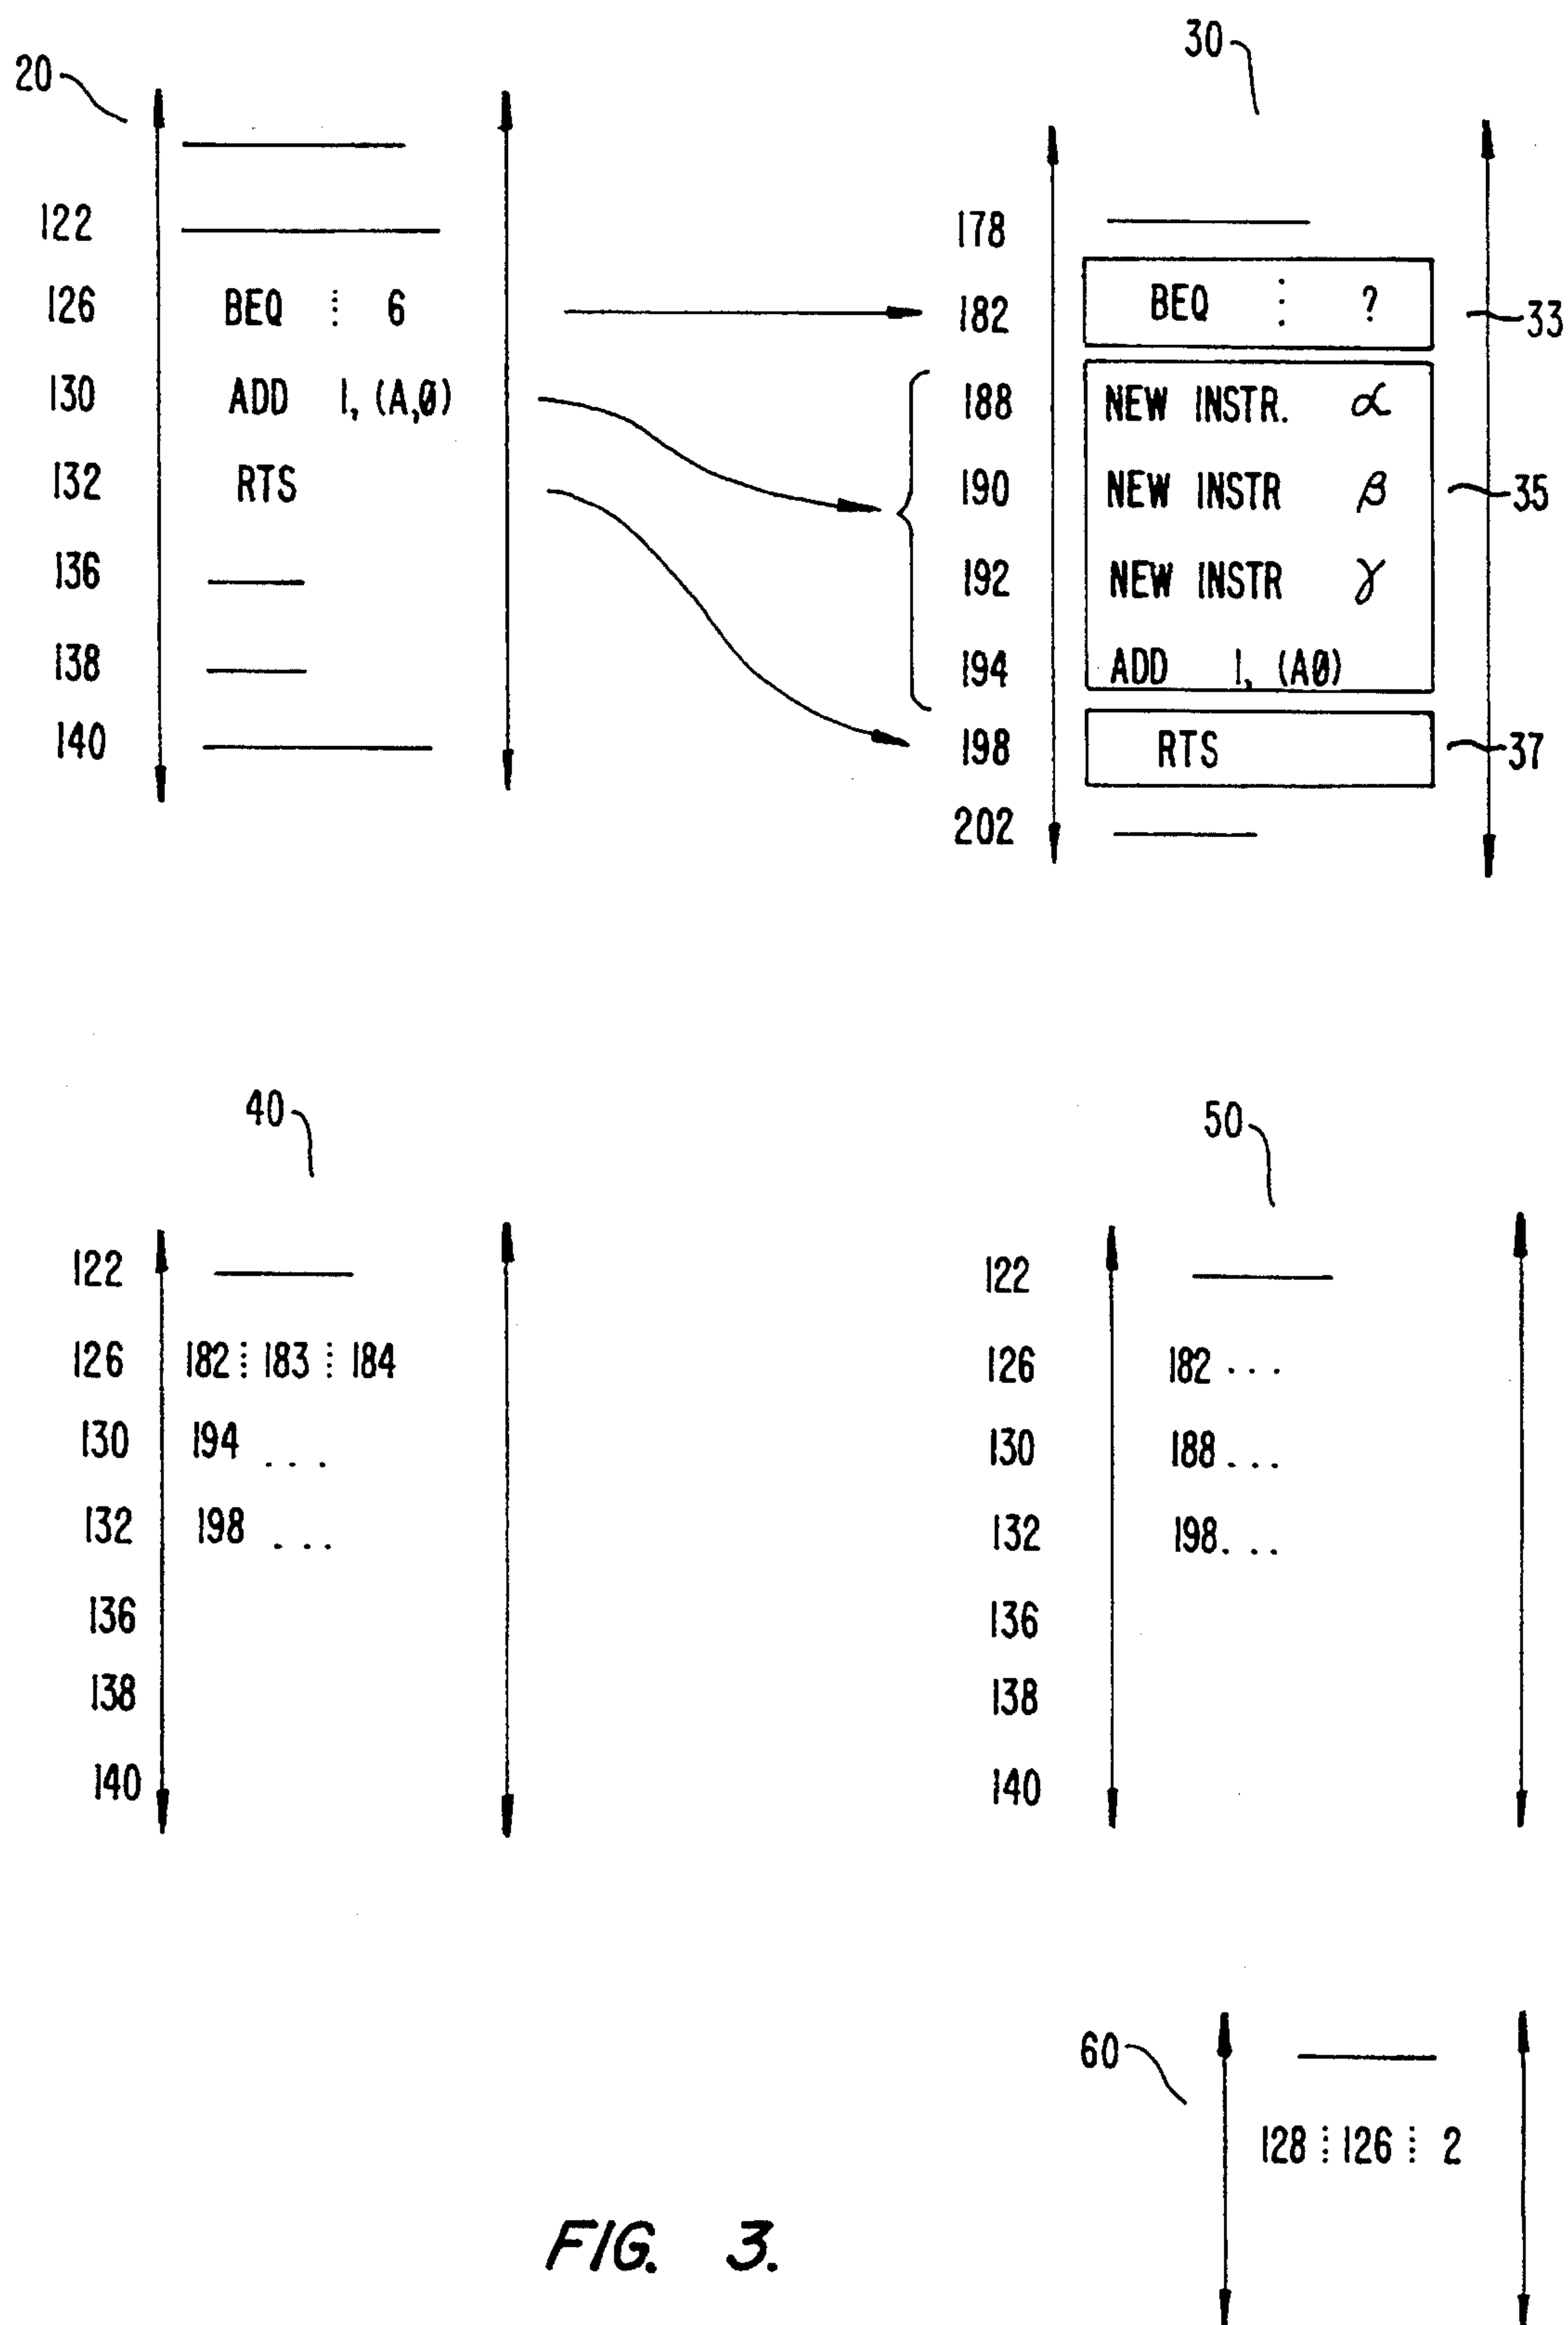 20
122
126 BEQ ⋮ 6
130 ADD 1, (A,0)
132 RTS
136
138
140
30
178
182 BEQ ⋮ ? 33
188 NEW INSTR. α
190 NEW INSTR β 35
192 NEW INSTR γ
194 ADD 1, (A0)
198 RTS 37
202
40
122
126 182 ⋮ 183 ⋮ 184
130 194 ...
132 198 ...
136
138
140
50
122
126 182 ...
130 188 ...
132 198 ...
136
138
140
60
128 ⋮ 126 ⋮ 2
FIG. 3.